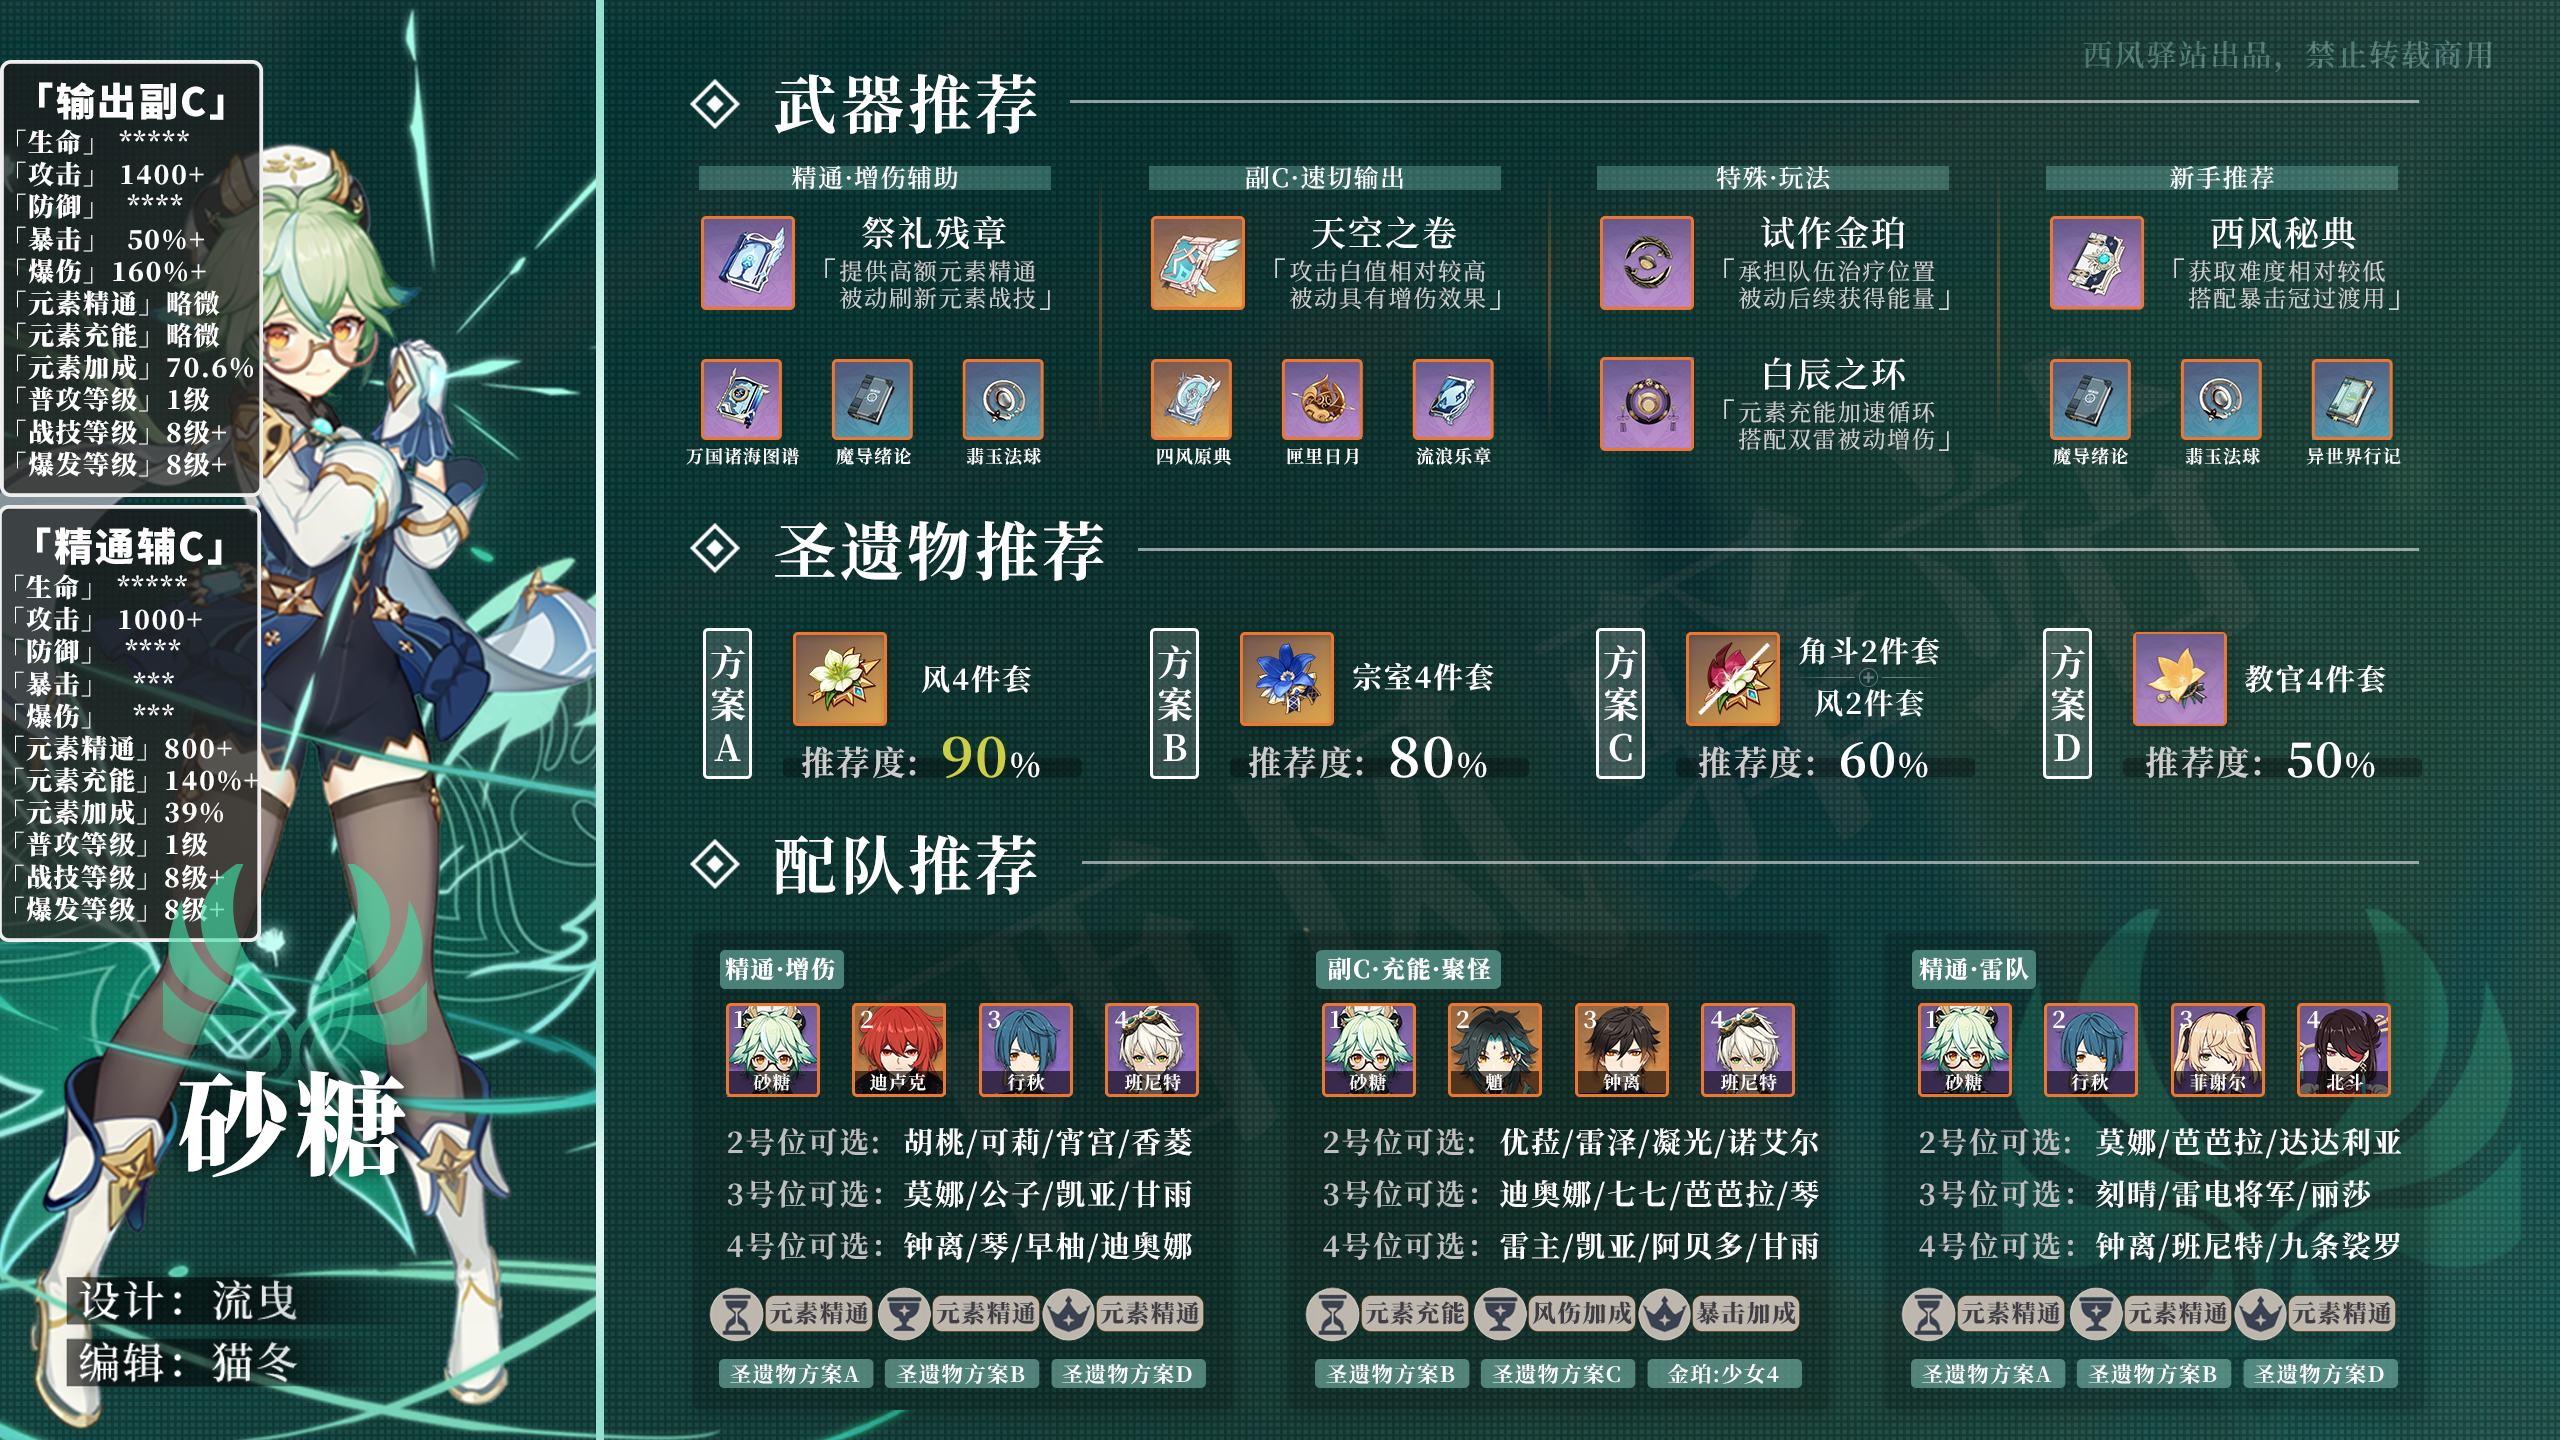 「输出副C」
「生命」 *****
「攻击」 1400+
「防御」 ****
「暴击」 50%+
「爆伤」160%+
「元素精通」略微
「元素充能」略微
「元素加成」70.6%
「普攻等级」1级
「战技等级」8级+
「爆发等级」8级+
「精通辅C」
「生命」 *****
「攻击」 1000+
「防御」 ****
「暴击」 ***
「爆伤」 ***
「元素精通」800+
「元素充能」140%+
「元素加成」39%
「普攻等级」1级
「战技等级」8级+
「爆发等级」8级+
砂糖
设计：流曳
编辑：猫冬
西风驿站出品，禁止转载商用
武器推荐
精通·增伤辅助
祭礼残章
「提供高额元素精通
被动刷新元素战技」
万国诸海图谱 魔导绪论 翡玉法球
副C·速切输出
天空之卷
「攻击白值相对较高
被动具有增伤效果」
四风原典 匣里日月 流浪乐章
特殊·玩法
试作金珀
「承担队伍治疗位置
被动后续获得能量」
白辰之环
「元素充能加速循环
搭配双雷被动增伤」
新手推荐
西风秘典
「获取难度相对较低
搭配暴击冠过渡用」
魔导绪论 翡玉法球 异世界行记
圣遗物推荐
方案A
风4件套
推荐度：90%
方案B
宗室4件套
推荐度：80%
方案C
角斗2件套
风2件套
推荐度：60%
方案D
教官4件套
推荐度：50%
配队推荐
精通·增伤
1 2 3 4
砂糖 迪卢克 行秋 班尼特
2号位可选：胡桃/可莉/宵宫/香菱
3号位可选：莫娜/公子/凯亚/甘雨
4号位可选：钟离/琴/早柚/迪奥娜
元素精通 元素精通 元素精通
圣遗物方案A 圣遗物方案B 圣遗物方案D
副C·充能·聚怪
1 2 3 4
砂糖 魈 钟离 班尼特
2号位可选：优菈/雷泽/凝光/诺艾尔
3号位可选：迪奥娜/七七/芭芭拉/琴
4号位可选：雷主/凯亚/阿贝多/甘雨
元素充能 风伤加成 暴击加成
圣遗物方案B 圣遗物方案C 金珀:少女4
精通·雷队
1 2 3 4
砂糖 行秋 菲谢尔 北斗
2号位可选：莫娜/芭芭拉/达达利亚
3号位可选：刻晴/雷电将军/丽莎
4号位可选：钟离/班尼特/九条裟罗
元素精通 元素精通 元素精通
圣遗物方案A 圣遗物方案B 圣遗物方案D